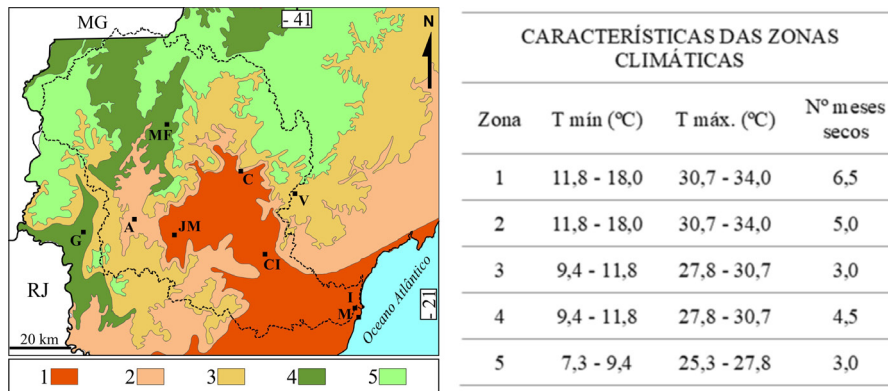 MG
- 41
N
MF
C
V
A
JM
G
CI
I
M
RJ
Oceano Atlântico
- 21
20 km
1 2 3 4 5
CARACTERÍSTICAS DAS ZONAS
CLIMÁTICAS
Zona T mín (ºC) T máx. (ºC) Nº meses
secos
1 11,8 - 18,0 30,7 - 34,0 6,5
2 11,8 - 18,0 30,7 - 34,0 5,0
3 9,4 - 11,8 27,8 - 30,7 3,0
4 9,4 - 11,8 27,8 - 30,7 4,5
5 7,3 - 9,4 25,3 - 27,8 3,0